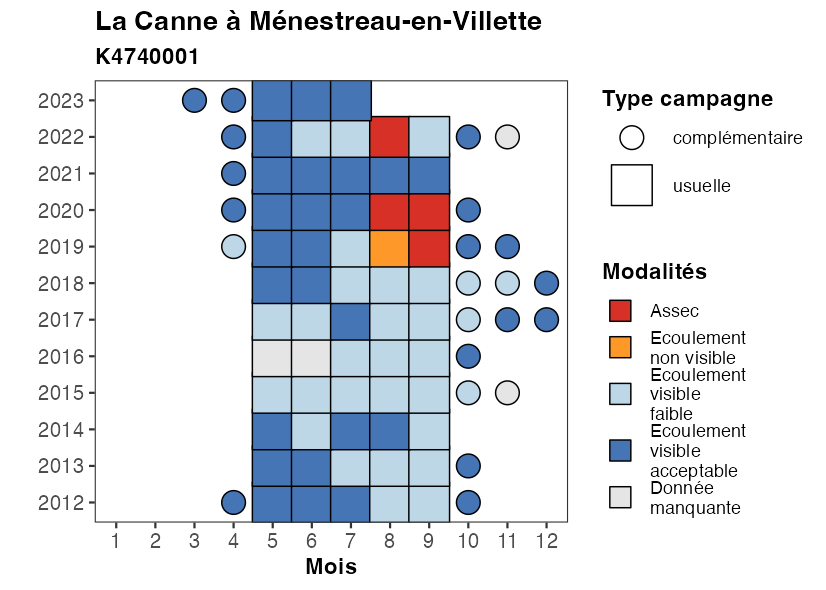 La Canne à Ménestreau-en-Villette
K4740001
2023
2022
2021
2020
2019
2018
2017
2016
2015
2014
2013
2012
1 2 3 4 5 6 7 8 9 10 11 12
Mois
Type campagne
complémentaire
usuelle
Modalités
Assec
Ecoulement
non visible
Ecoulement
visible
faible
Ecoulement
visible
acceptable
Donnée
manquante